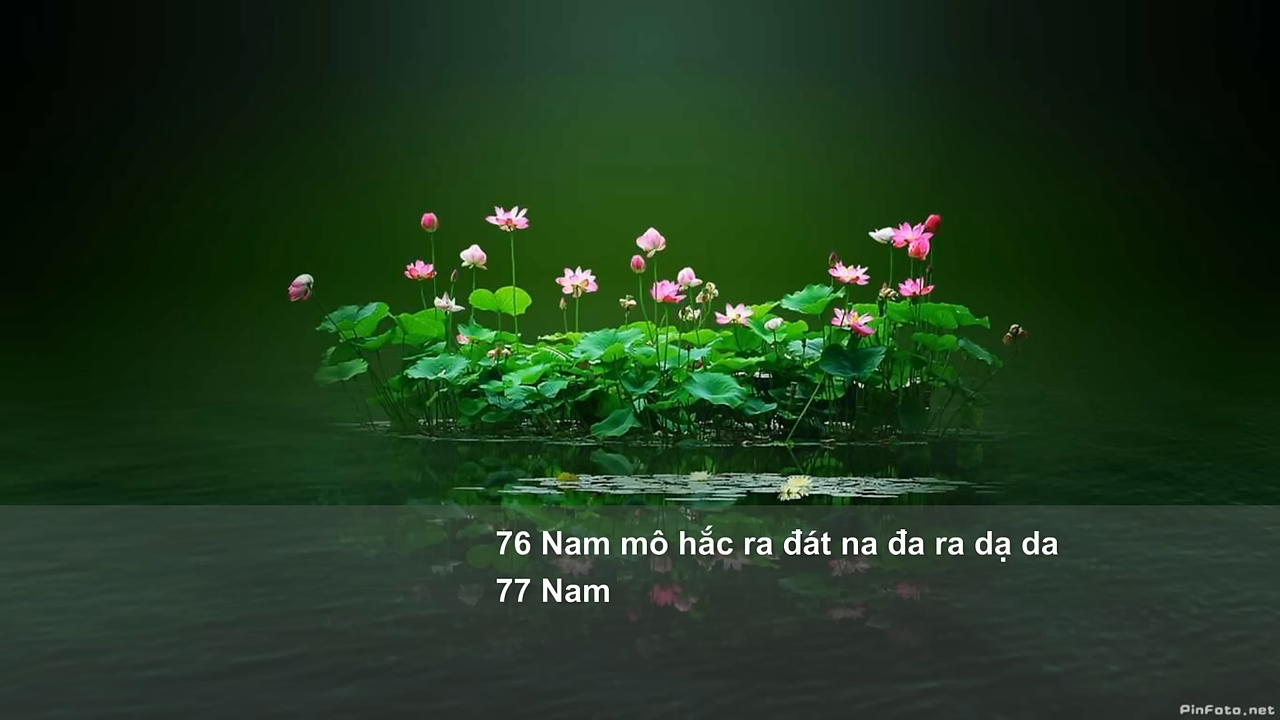 76 Nam mô hắc ra đát na đa ra dạ da
77 Nam
PinFoto.net